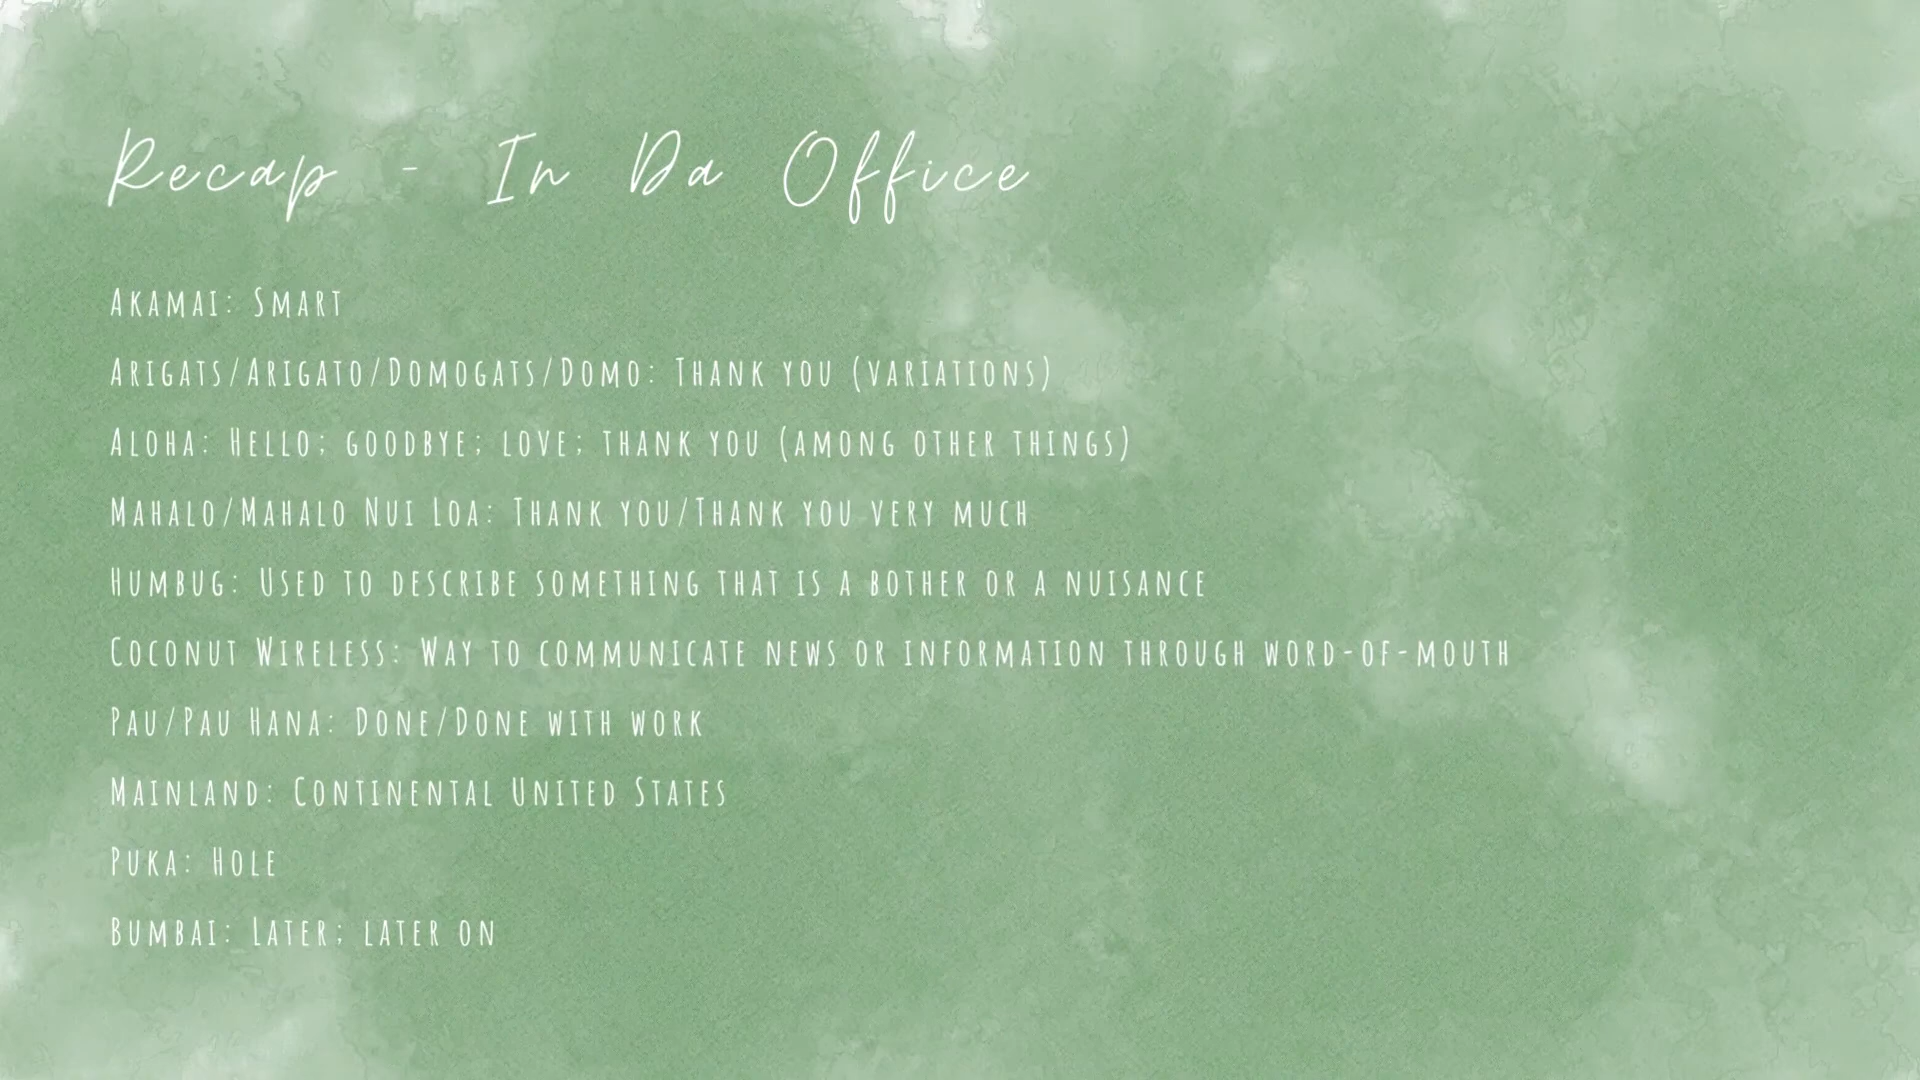 Recap - In Da Office
Akamai: Smart
Arigats/Arigato/Domogats/Domo: Thank you (variations)
Aloha: Hello; goodbye; love; thank you (among other things)
Mahalo/Mahalo Nui Loa: Thank you/Thank you very much
Humbug: Used to describe something that is a bother or a nuisance
Coconut Wireless: Way to communicate news or information through word-of-mouth
Pau/Pau Hana: Done/Done with work
Mainland: Continental United States
Puka: Hole
Bumbai: Later; later on